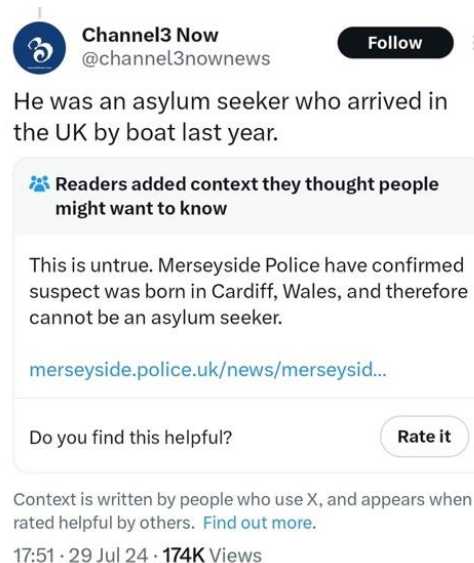 Channel3 Now
Follow
@channel3nownews
He was an asylum seeker who arrived in
the UK by boat last year.
Readers added context they thought people
might want to know
This is untrue. Merseyside Police have confirmed
suspect was born in Cardiff, Wales, and therefore
cannot be an asylum seeker.
merseyside.police.uk/news/merseysid...
Do you find this helpful?
Rate it
Context is written by people who use X, and appears when
rated helpful by others. Find out more.
17:51 · 29 Jul 24 · 174K Views